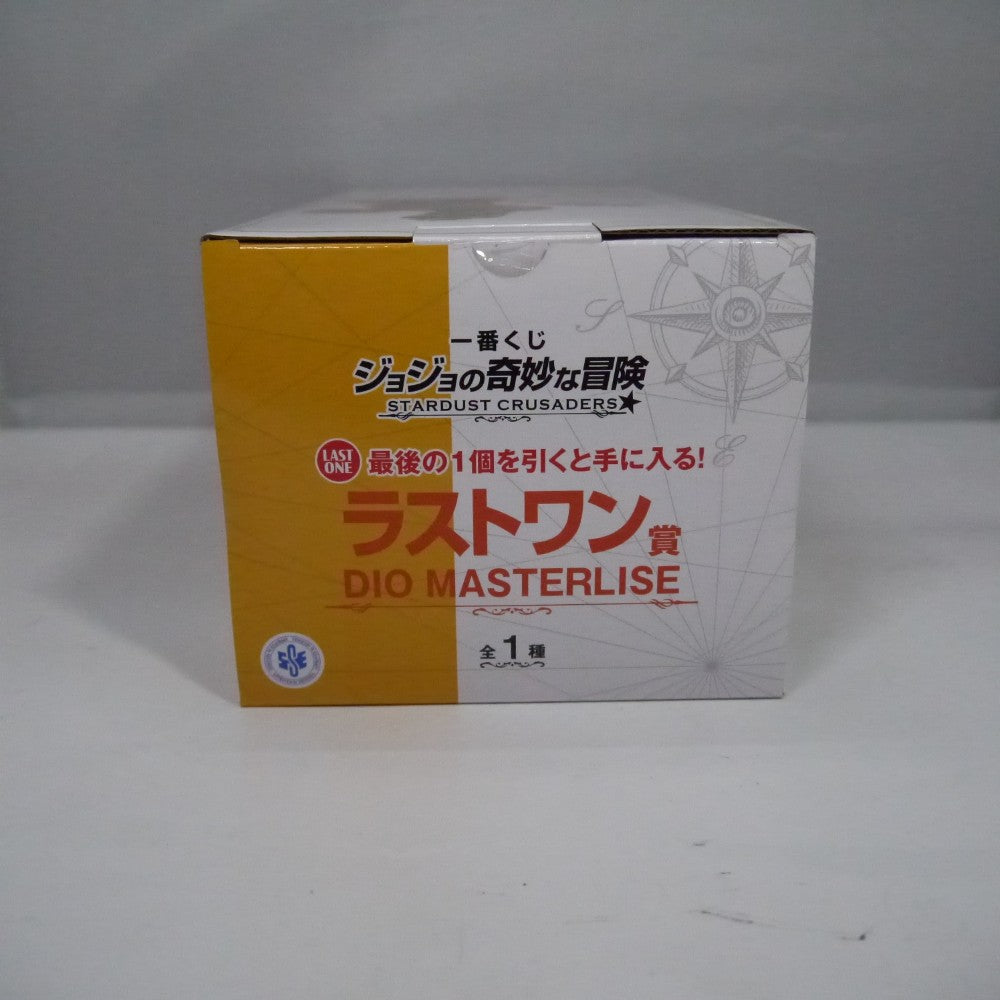 一番くじ
ジョジョの奇妙な冒険
STARDUST CRUSADERS★
LAST ONE
最後の1個を引くと手に入る!
ラストワン賞
DIO MASTERLISE
全1種
S
E